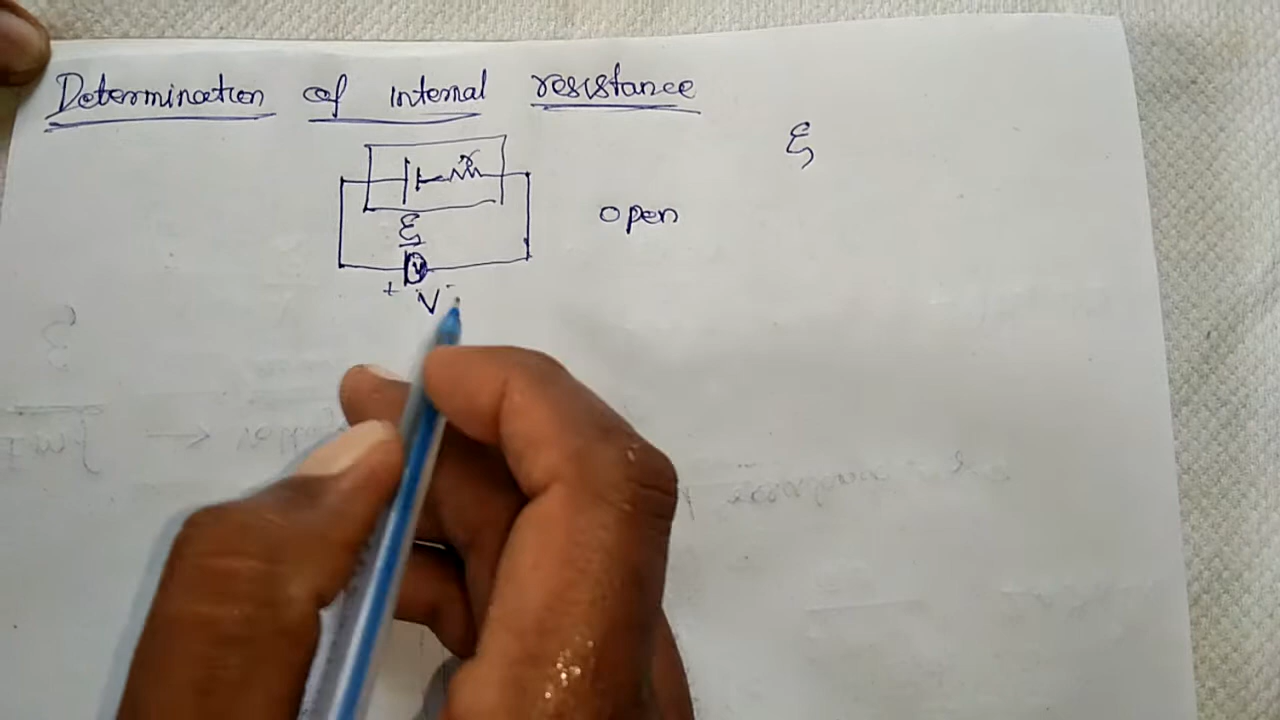 Determination of internal resistance
ξ
r
open
ξ
V
+ -
V